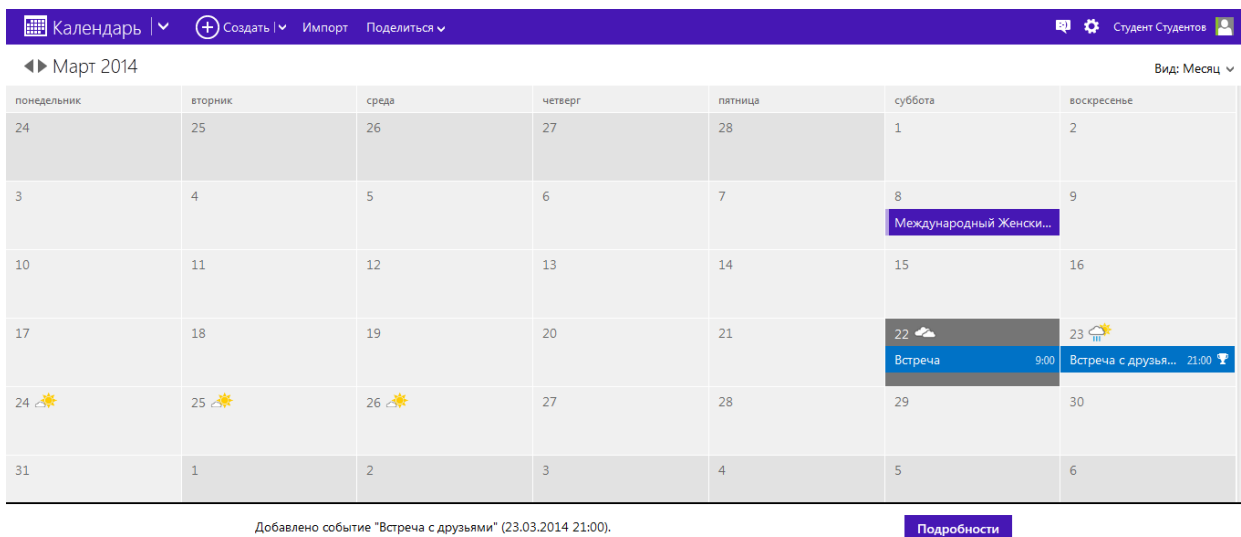 Календарь Создать Импорт Поделиться Студент Студентов
Март 2014 Вид: Месяц
понедельник вторник среда четверг пятница суббота воскресенье
24 25 26 27 28 1 2
3 4 5 6 7 8 9
Международный Женски...
10 11 12 13 14 15 16
17 18 19 20 21 22 23
Встреча 9:00 Встреча с друзья... 21:00
24 25 26 27 28 29 30
31 1 2 3 4 5 6
Добавлено событие "Встреча с друзьями" (23.03.2014 21:00). Подробности